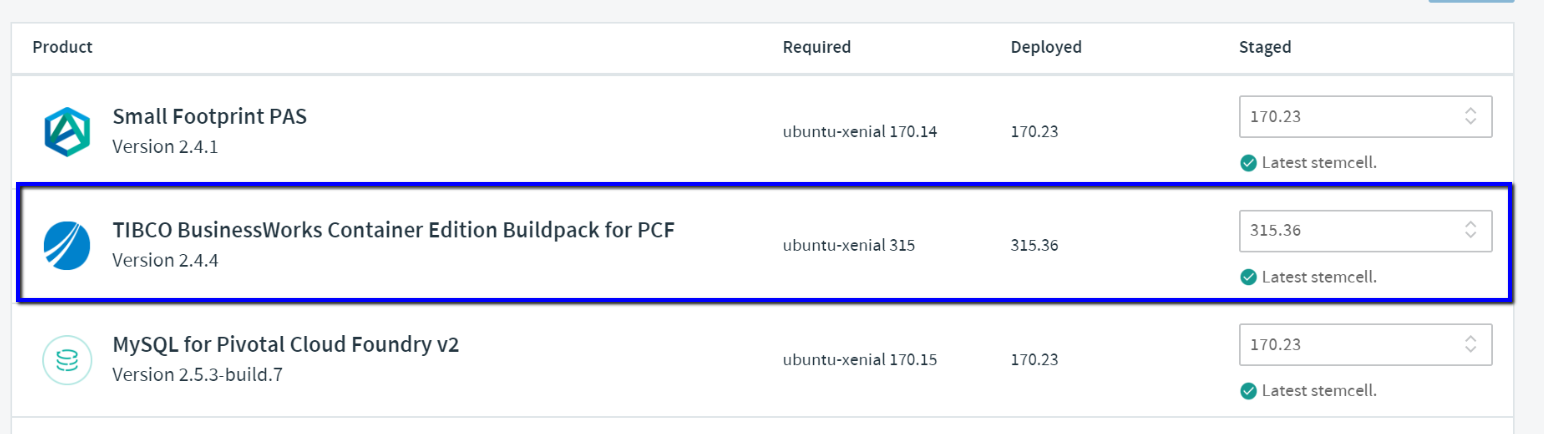 Product Required Deployed Staged
Small Footprint PAS
Version 2.4.1
ubuntu-xenial 170.14 170.23
170.23
Latest stemcell.
TIBCO BusinessWorks Container Edition Buildpack for PCF
Version 2.4.4
ubuntu-xenial 315 315.36
315.36
Latest stemcell.
MySQL for Pivotal Cloud Foundry v2
Version 2.5.3-build.7
ubuntu-xenial 170.15 170.23
170.23
Latest stemcell.